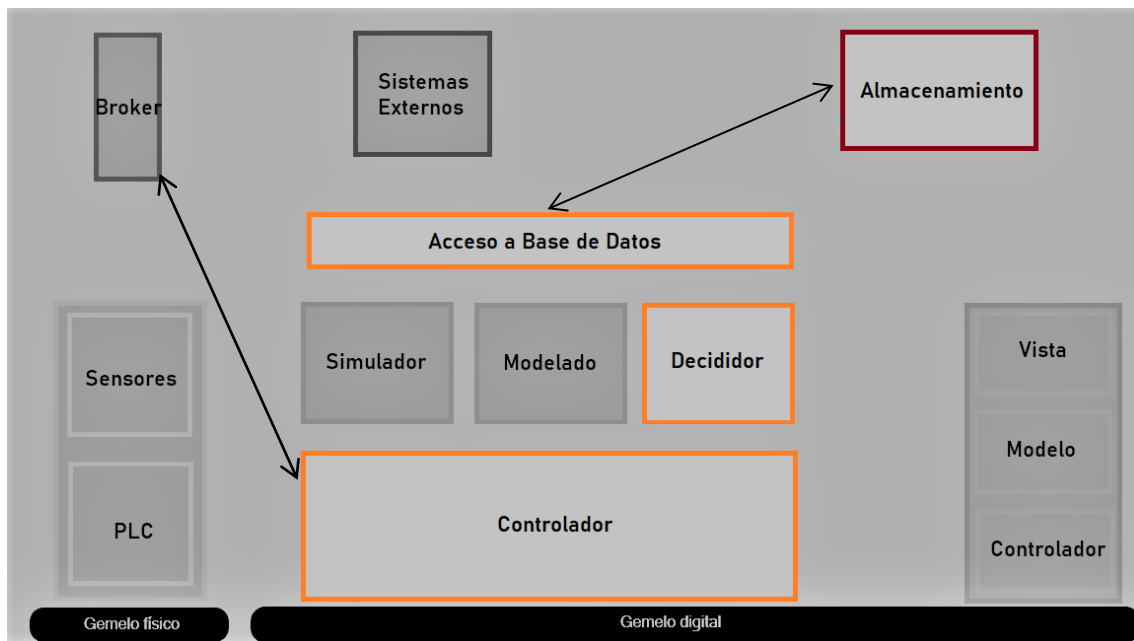 Broker
Sistemas
Externos
Almacenamiento
Acceso a Base de Datos
Sensores
Simulador
Modelado
Decididor
Vista
Modelo
PLC
Controlador
Controlador
Gemelo físico
Gemelo digital